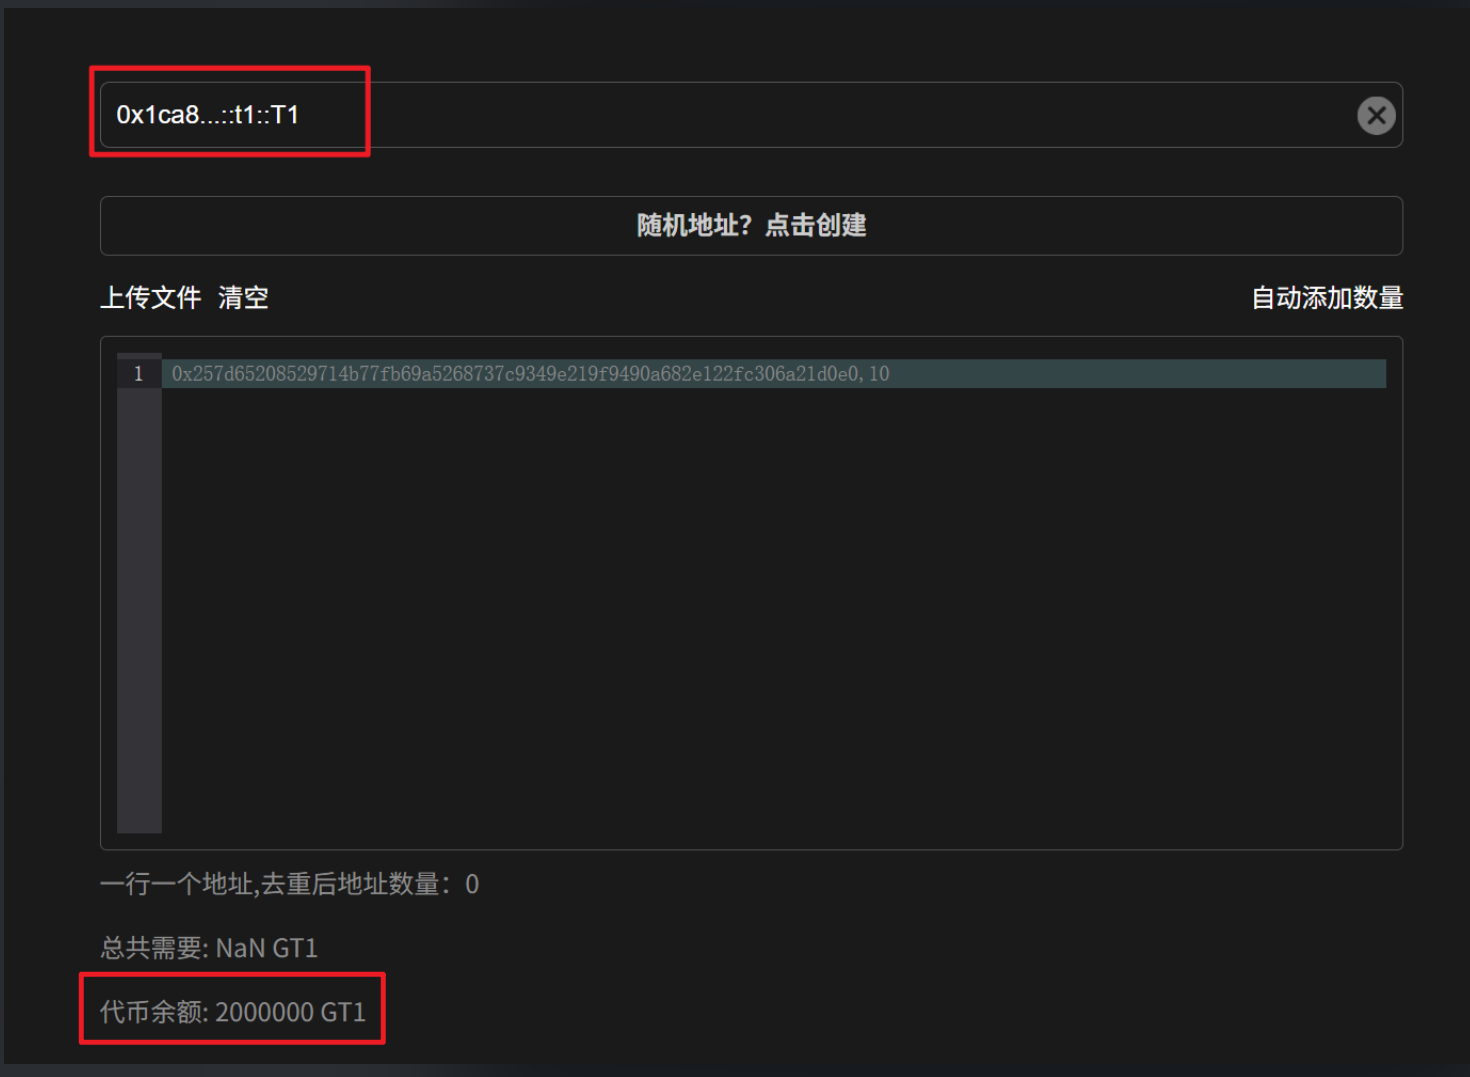 0x1ca8...::t1::T1
随机地址？点击创建
上传文件 清空 自动添加数量
1 0x257d65208529714b77fb69a5268737c9349e219f9490a682e122fc306a21d0e0,10
一行一个地址,去重后地址数量：0
总共需要: NaN GT1
代币余额: 2000000 GT1